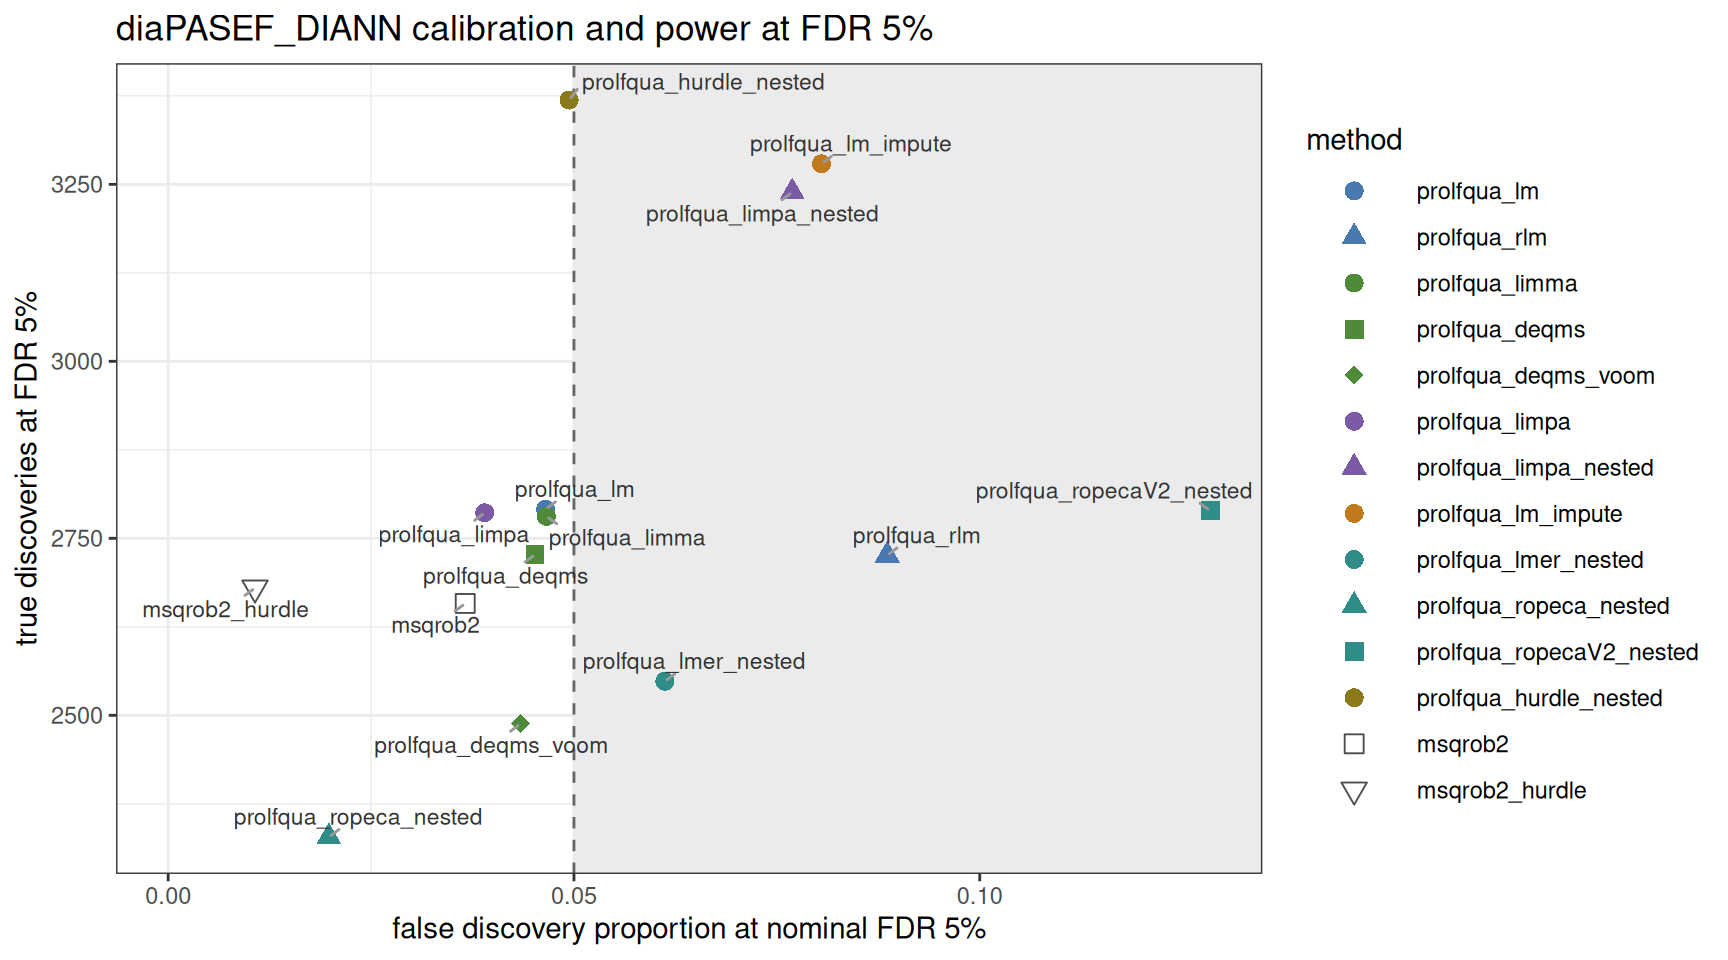 diaPASEF_DIANN calibration and power at FDR 5%
prolfqua_hurdle_nested
prolfqua_lm_impute
prolfqua_limpa_nested
prolfqua_lm
prolfqua_ropecaV2_nested
prolfqua_limpa
prolfqua_limma
prolfqua_rlm
prolfqua_deqms
msqrob2_hurdle
msqrob2
prolfqua_lmer_nested
prolfqua_deqms_voom
prolfqua_ropeca_nested
3250
3000
2750
2500
true discoveries at FDR 5%
0.00
0.05
0.10
false discovery proportion at nominal FDR 5%
method
prolfqua_lm
prolfqua_rlm
prolfqua_limma
prolfqua_deqms
prolfqua_deqms_voom
prolfqua_limpa
prolfqua_limpa_nested
prolfqua_lm_impute
prolfqua_lmer_nested
prolfqua_ropeca_nested
prolfqua_ropecaV2_nested
prolfqua_hurdle_nested
msqrob2
msqrob2_hurdle